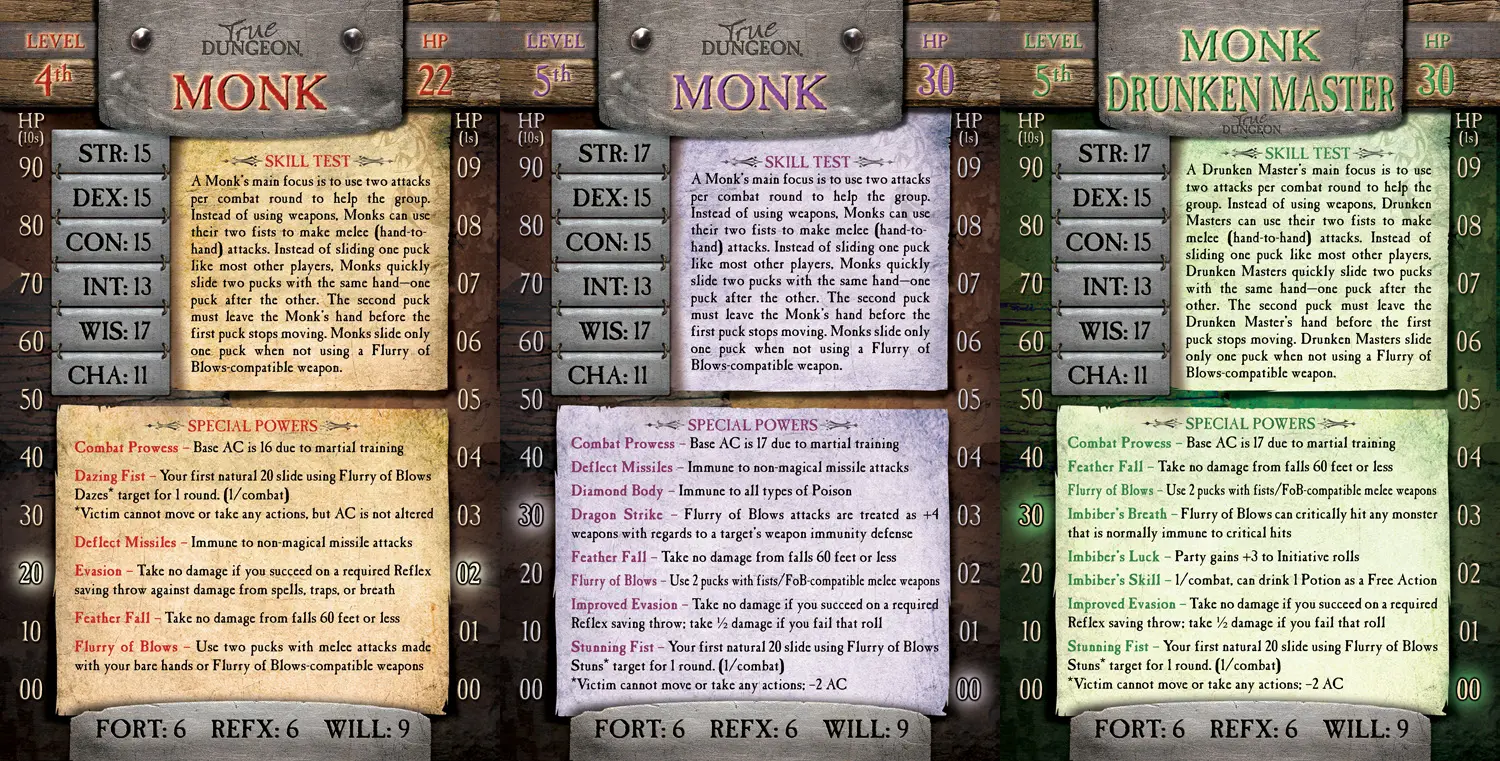 LEVEL
4th
True
DUNGEON
MONK
HP
22
HP
(10s)
90
80
70
60
50
40
30
20
10
00
STR: 15
DEX: 15
CON: 15
INT: 13
WIS: 17
CHA: 11
SKILL TEST
A Monk's main focus is to use two attacks
per combat round to help the group.
Instead of using weapons, Monks can use
their two fists to make melee (hand-to-
hand) attacks. Instead of sliding one puck
like most other players, Monks quickly
slide two pucks with the same hand—one
puck after the other. The second puck
must leave the Monk's hand before the
first puck stops moving. Monks slide only
one puck when not using a Flurry of
Blows-compatible weapon.
HP
(1s)
09
08
07
06
05
04
03
02
01
00
SPECIAL POWERS
Combat Prowess – Base AC is 16 due to martial training
Dazing Fist – Your first natural 20 slide using Flurry of Blows
Dazes* target for 1 round. (1/combat)
*Victim cannot move or take any actions, but AC is not altered
Deflect Missiles – Immune to non-magical missile attacks
Evasion – Take no damage if you succeed on a required Reflex
saving throw against damage from spells, traps, or breath
Feather Fall – Take no damage from falls 60 feet or less
Flurry of Blows – Use two pucks with melee attacks made
with your bare hands or Flurry of Blows-compatible weapons
FORT: 6 REFX: 6 WILL: 9
LEVEL
5th
True
DUNGEON
MONK
HP
30
HP
(10s)
90
80
70
60
50
40
30
20
10
00
STR: 17
DEX: 15
CON: 15
INT: 13
WIS: 17
CHA: 11
SKILL TEST
A Monk's main focus is to use two attacks
per combat round to help the group.
Instead of using weapons, Monks can use
their two fists to make melee (hand-to-
hand) attacks. Instead of sliding one puck
like most other players, Monks quickly
slide two pucks with the same hand—one
puck after the other. The second puck
must leave the Monk's hand before the
first puck stops moving. Monks slide only
one puck when not using a Flurry of
Blows-compatible weapon.
HP
(1s)
09
08
07
06
05
04
03
02
01
00
SPECIAL POWERS
Combat Prowess – Base AC is 17 due to martial training
Deflect Missiles – Immune to non-magical missile attacks
Diamond Body – Immune to all types of Poison
Dragon Strike – Flurry of Blows attacks are treated as +4
weapons with regards to a target's weapon immunity defense
Feather Fall – Take no damage from falls 60 feet or less
Flurry of Blows – Use 2 pucks with fists/FoB-compatible melee weapons
Improved Evasion – Take no damage if you succeed on a required
Reflex saving throw; take ½ damage if you fail that roll
Stunning Fist – Your first natural 20 slide using Flurry of Blows
Stuns* target for 1 round. (1/combat)
*Victim cannot move or take any actions; –2 AC
FORT: 6 REFX: 6 WILL: 9
LEVEL
5th
MONK
DRUNKEN MASTER
True
DUNGEON
HP
30
HP
(10s)
90
80
70
60
50
40
30
20
10
00
STR: 17
DEX: 15
CON: 15
INT: 13
WIS: 17
CHA: 11
SKILL TEST
A Drunken Master's main focus is to use
two attacks per combat round to help the
group. Instead of using weapons, Drunken
Masters can use their two fists to make
melee (hand-to-hand) attacks. Instead of
sliding one puck like most other players,
Drunken Masters quickly slide two pucks
with the same hand—one puck after the
other. The second puck must leave the
Drunken Master's hand before the first
puck stops moving. Drunken Masters slide
only one puck when not using a Flurry of
Blows-compatible weapon.
HP
(1s)
09
08
07
06
05
04
03
02
01
00
SPECIAL POWERS
Combat Prowess – Base AC is 17 due to martial training
Feather Fall – Take no damage from falls 60 feet or less
Flurry of Blows – Use 2 pucks with fists/FoB-compatible melee weapons
Imbiber's Breath – Flurry of Blows can critically hit any monster
that is normally immune to critical hits
Imbiber's Luck – Party gains +3 to Initiative rolls
Imbiber's Skill – 1/combat, can drink 1 Potion as a Free Action
Improved Evasion – Take no damage if you succeed on a required
Reflex saving throw; take ½ damage if you fail that roll
Stunning Fist – Your first natural 20 slide using Flurry of Blows
Stuns* target for 1 round. (1/combat)
*Victim cannot move or take any actions; –2 AC
FORT: 6 REFX: 6 WILL: 9